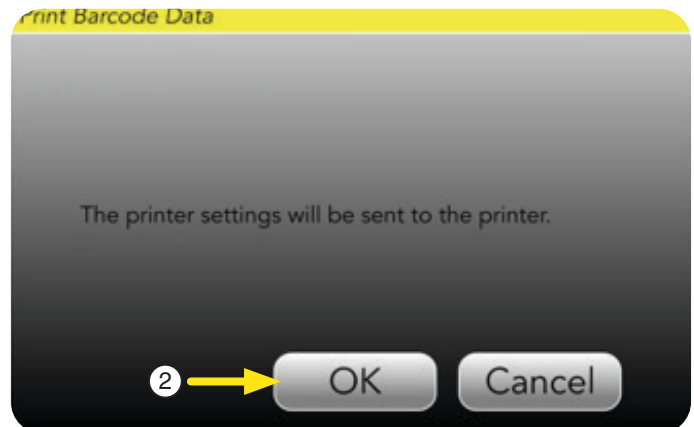 Print Barcode Data
The printer settings will be sent to the printer.
2
OK
Cancel